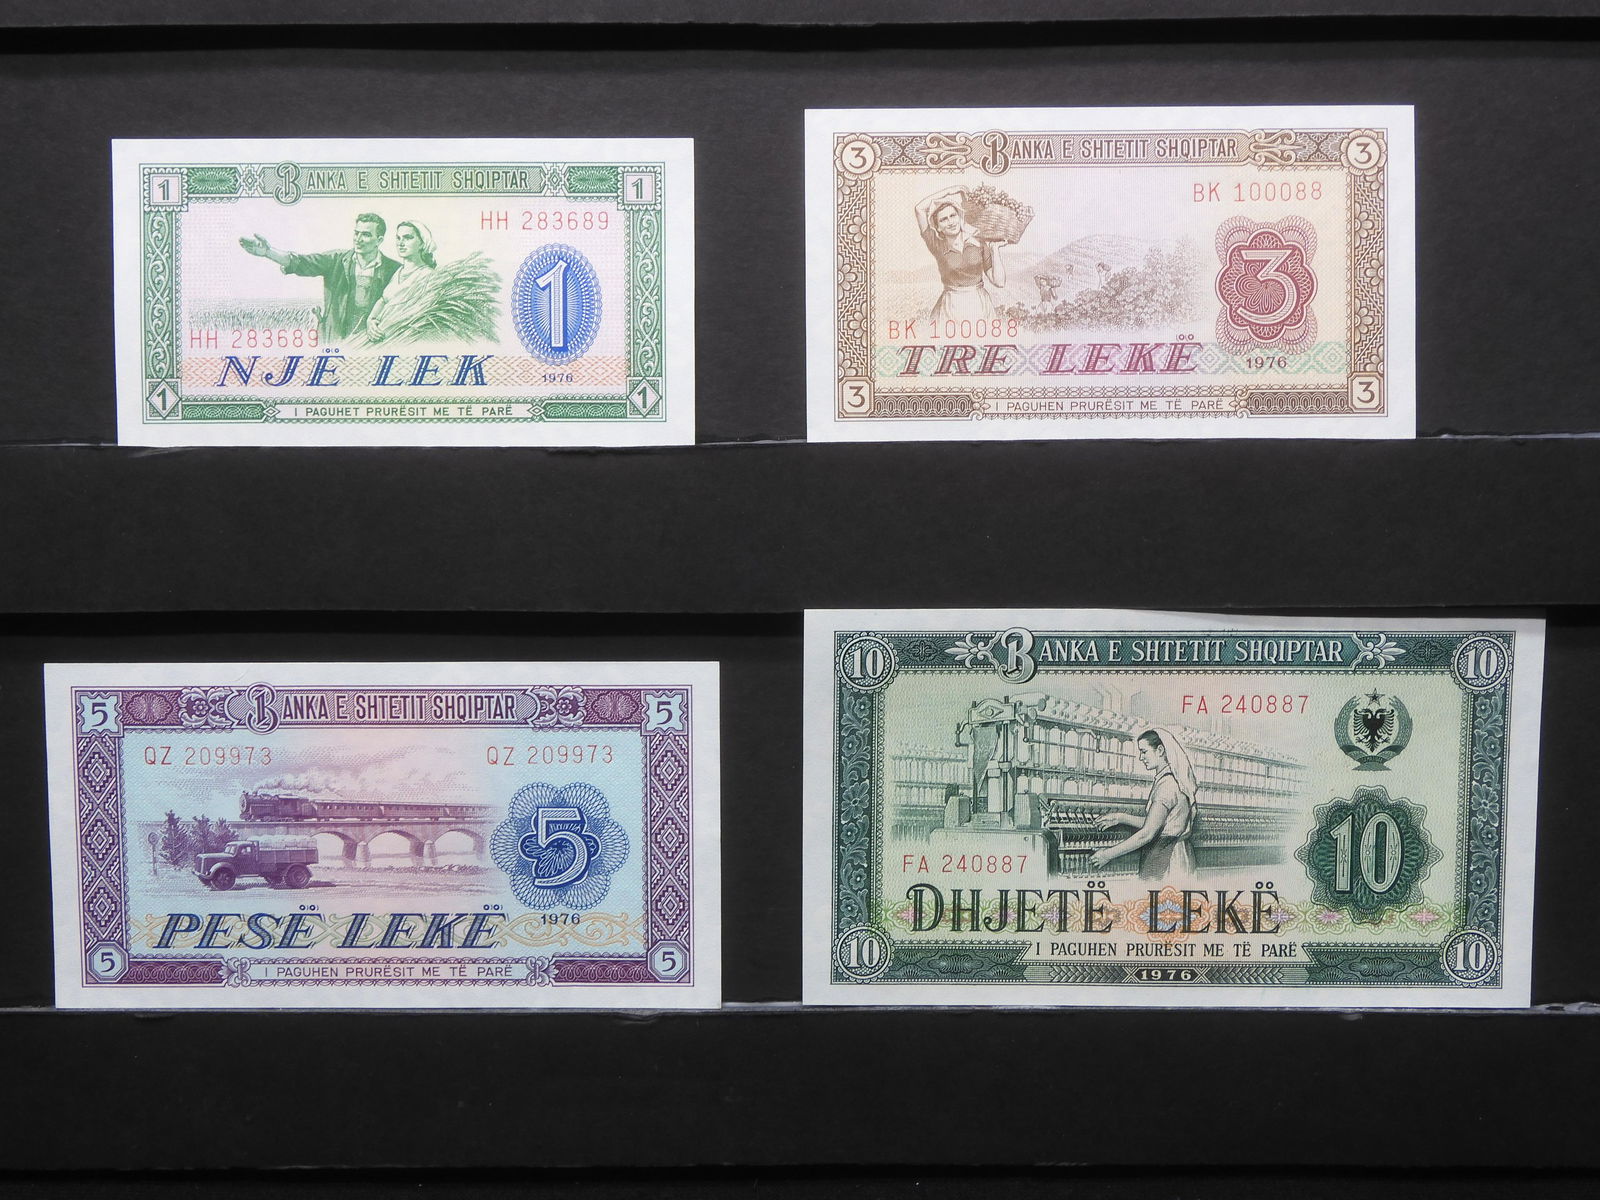 1 BANKA E SHTETIT SHQIPTAR 1
HH 283689
1
HH 283689
NJË LEK 1976
1 I PAGUHET PRURËSIT ME TË PARË 1
3 BANKA E SHTETIT SHQIPTAR 3
BK 100088
3
BK 100088
TRE LEKË 1976
3 I PAGUHEN PRURËSIT ME TË PARË 3
5 BANKA E SHTETIT SHQIPTAR 5
QZ 209973 QZ 209973
5
PESË LEKË 1976
5 I PAGUHEN PRURËSIT ME TË PARË 5
10 BANKA E SHTETIT SHQIPTAR 10
FA 240887
10
FA 240887
DHJETË LEKË
10 I PAGUHEN PRURËSIT ME TË PARË 10
1976